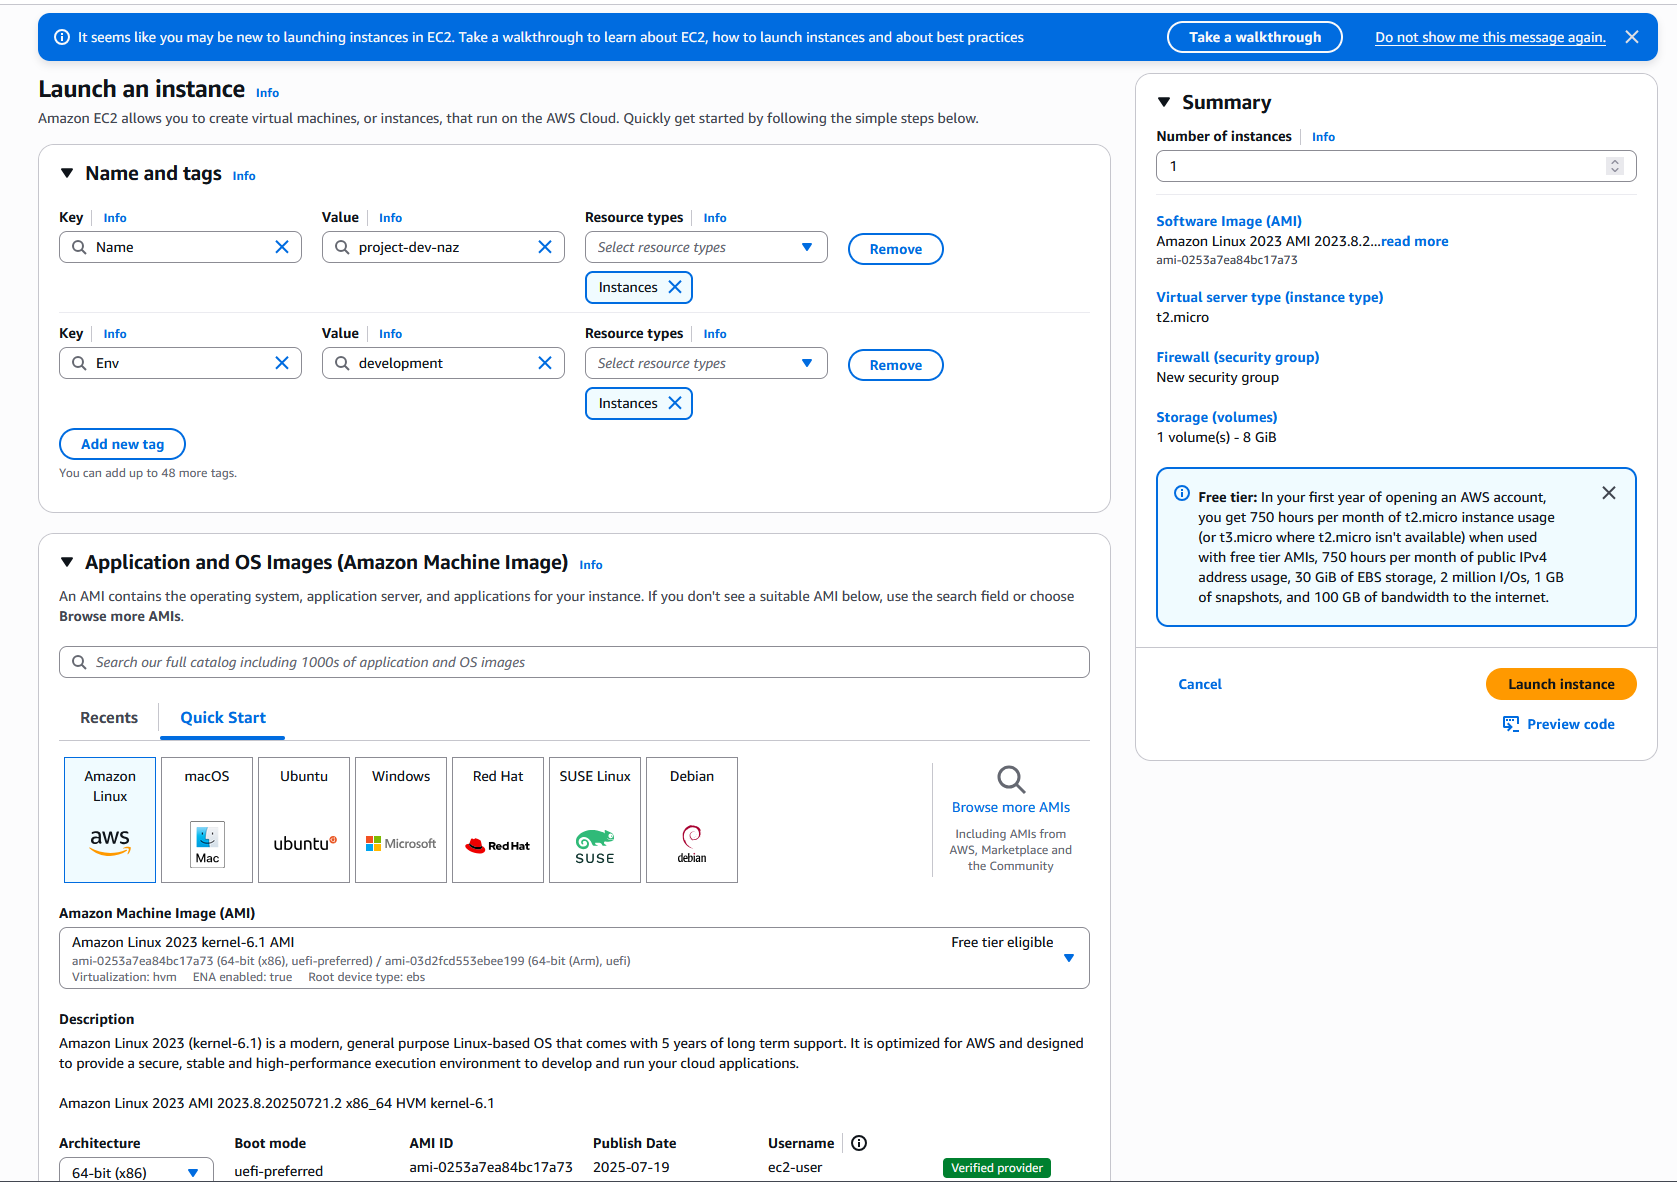 It seems like you may be new to launching instances in EC2. Take a walkthrough to learn about EC2, how to launch instances and about best practices
Take a walkthrough
Do not show me this message again.
Launch an instance Info
Amazon EC2 allows you to create virtual machines, or instances, that run on the AWS Cloud. Quickly get started by following the simple steps below.
Name and tags Info
Key Info
Value Info
Resource types Info
Name
project-dev-naz
Select resource types
Remove
Instances
Key Info
Value Info
Resource types Info
Env
development
Select resource types
Remove
Instances
Add new tag
You can add up to 48 more tags.
Application and OS Images (Amazon Machine Image) Info
An AMI contains the operating system, application server, and applications for your instance. If you don't see a suitable AMI below, use the search field or choose
Browse more AMIs.
Search our full catalog including 1000s of application and OS images
Recents
Quick Start
Amazon
Linux
aws
macOS
Mac
Ubuntu
ubuntu
Windows
Microsoft
Red Hat
Red Hat
SUSE Linux
SUSE
Debian
debian
Browse more AMIs
Including AMIs from
AWS, Marketplace and
the Community
Amazon Machine Image (AMI)
Amazon Linux 2023 kernel-6.1 AMI
Free tier eligible
ami-0253a7ea84bc17a73 (64-bit (x86), uefi-preferred) / ami-03d2fcd553ebee199 (64-bit (Arm), uefi)
Virtualization: hvm ENA enabled: true Root device type: ebs
Description
Amazon Linux 2023 (kernel-6.1) is a modern, general purpose Linux-based OS that comes with 5 years of long term support. It is optimized for AWS and designed
to provide a secure, stable and high-performance execution environment to develop and run your cloud applications.
Amazon Linux 2023 AMI 2023.8.20250721.2 x86_64 HVM kernel-6.1
Architecture
Boot mode
AMI ID
Publish Date
Username
64-bit (x86)
uefi-preferred
ami-0253a7ea84bc17a73
2025-07-19
ec2-user
Verified provider
Summary
Number of instances Info
1
Software Image (AMI)
Amazon Linux 2023 AMI 2023.8.2...read more
ami-0253a7ea84bc17a73
Virtual server type (instance type)
t2.micro
Firewall (security group)
New security group
Storage (volumes)
1 volume(s) - 8 GiB
Free tier: In your first year of opening an AWS account,
you get 750 hours per month of t2.micro instance usage
(or t3.micro where t2.micro isn't available) when used
with free tier AMIs, 750 hours per month of public IPv4
address usage, 30 GiB of EBS storage, 2 million I/Os, 1 GB
of snapshots, and 100 GB of bandwidth to the internet.
Cancel
Launch instance
Preview code